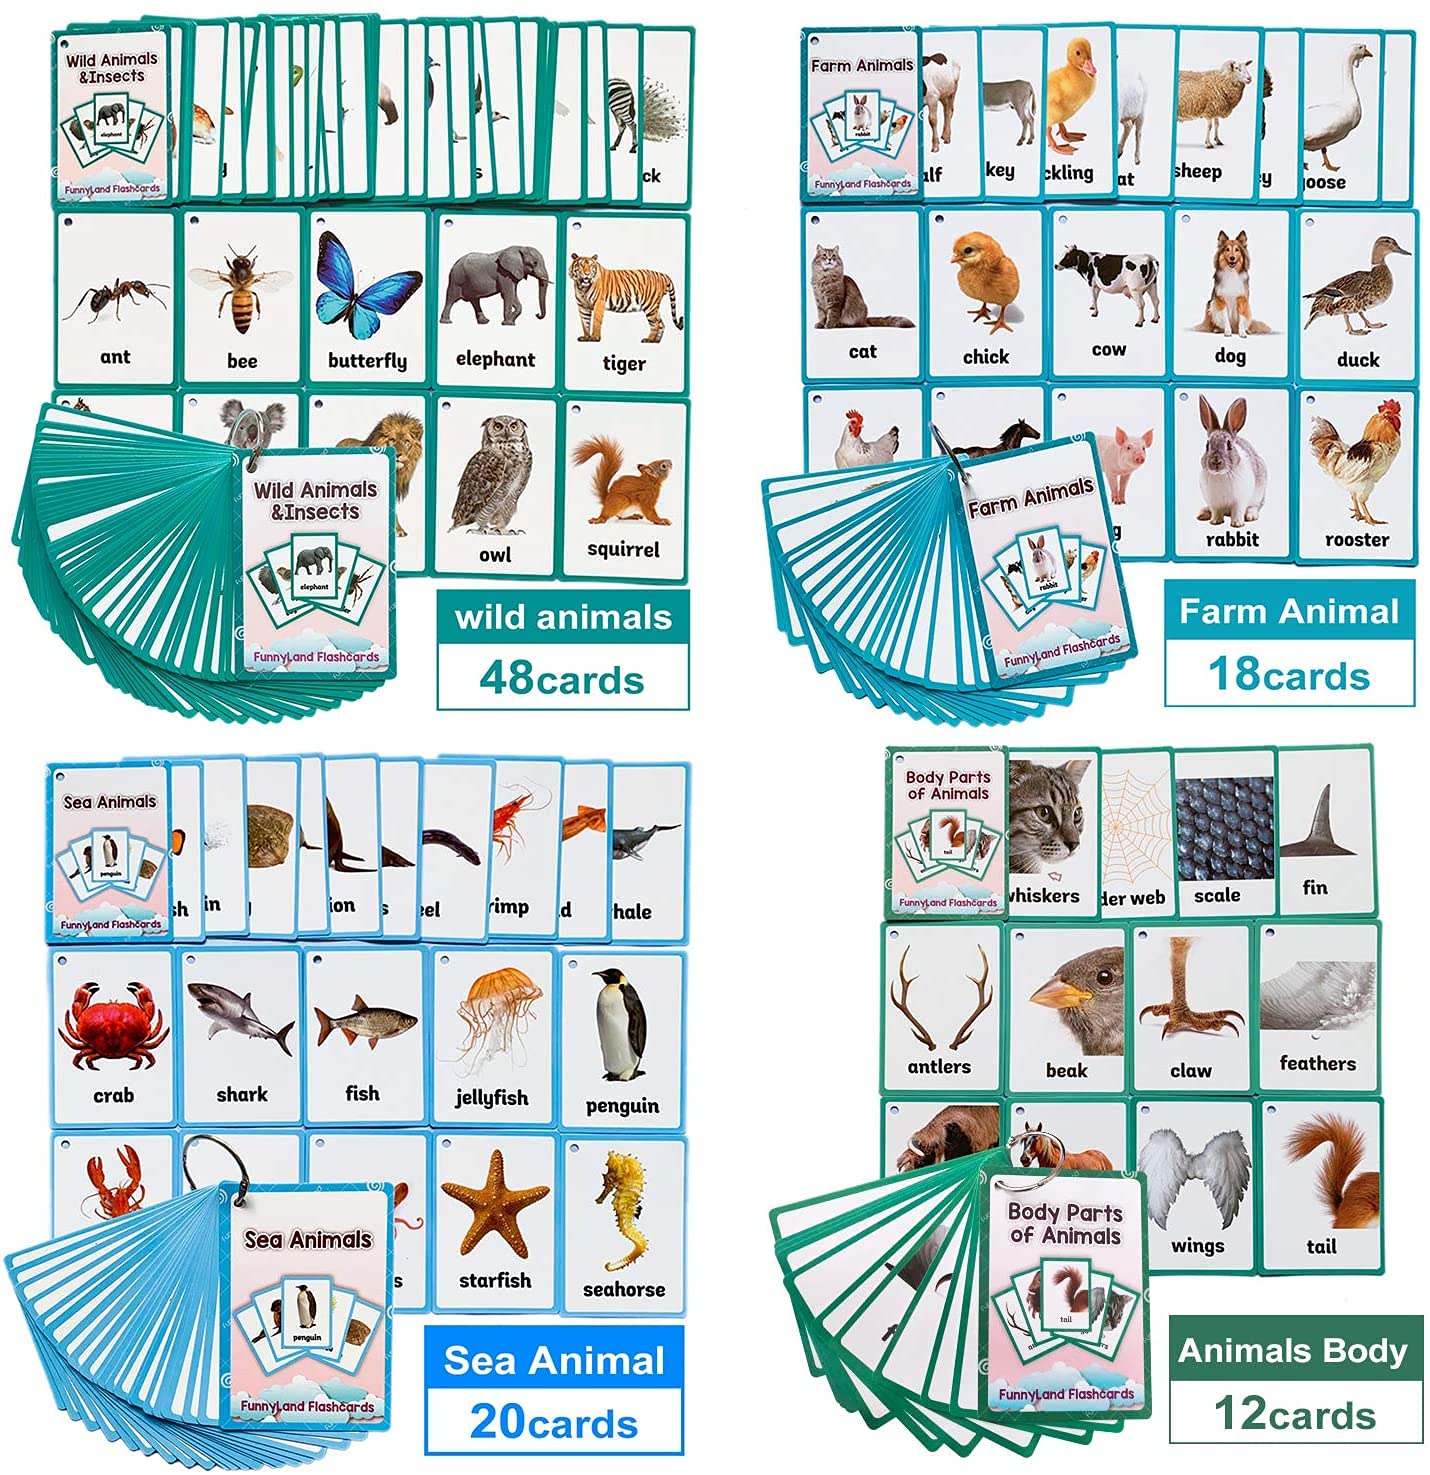 Wild Animals
&Insects
elephant
FunnyLand Flashcards
ck
ant
bee
butterfly
elephant
tiger
owl
squirrel
Wild Animals
&Insects
elephant
FunnyLand Flashcards
wild animals
48cards
Farm Animals
rabbit
FunnyLand Flashcards
alf
key
ckling
at
sheep
ey
goose
cat
chick
cow
dog
duck
g
rabbit
rooster
Farm Animals
rabbit
FunnyLand Flashcards
Farm Animal
18cards
Sea Animals
penguin
FunnyLand Flashcards
sh
in
ion
s
eel
rimp
d
hale
crab
shark
fish
jellyfish
penguin
s
starfish
seahorse
Sea Animals
penguin
FunnyLand Flashcards
Sea Animal
20cards
Body Parts
of Animals
tail
FunnyLand Flashcards
whiskers
der web
scale
fin
antlers
beak
claw
feathers
wings
tail
Body Parts
of Animals
tail
FunnyLand Flashcards
Animals Body
12cards